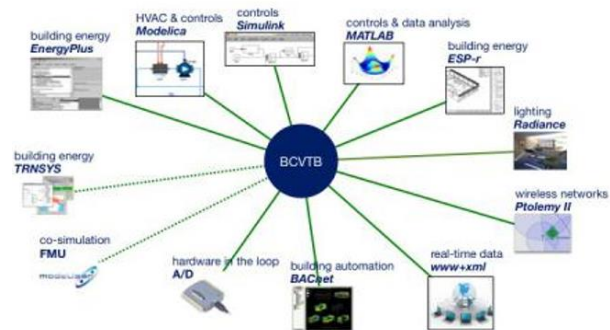 controls
Simulink
HVAC & controls
Modelica
controls & data analysis
MATLAB
building energy
EnergyPlus
building energy
ESP-r
lighting
Radiance
BCVTB
building energy
TRNSYS
wireless networks
Ptolemy II
co-simulation
FMU
hardware in the loop
A/D
building automation
BACnet
real-time data
www+xml